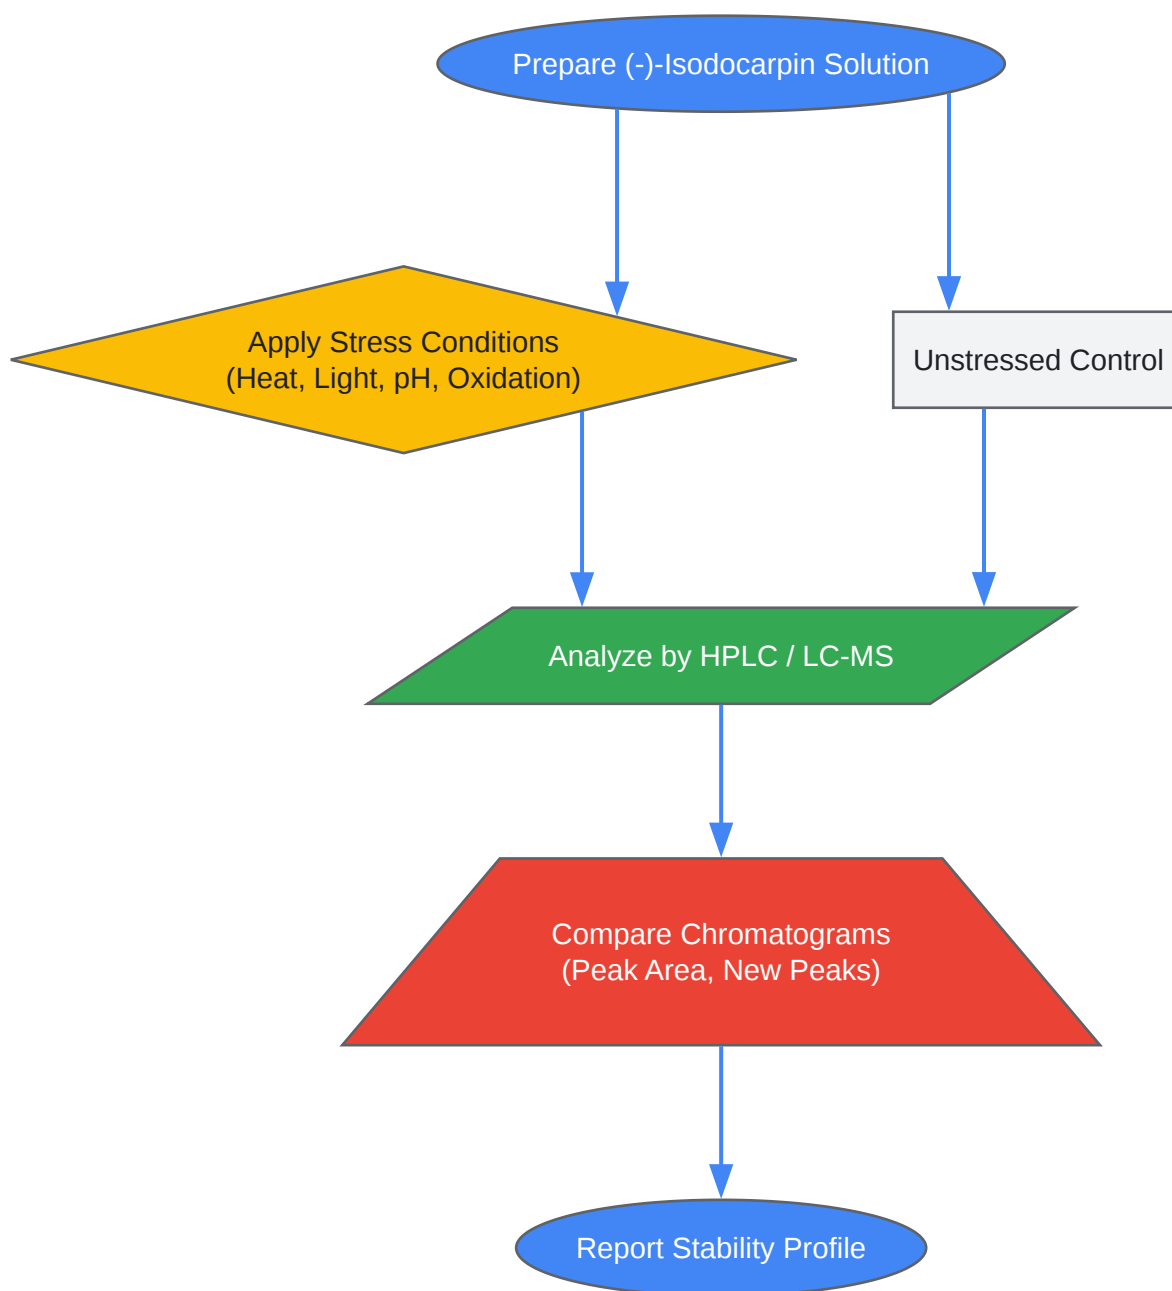 Prepare (-)-Isodocarpin Solution
Apply Stress Conditions
(Heat, Light, pH, Oxidation)
Unstressed Control
Analyze by HPLC / LC-MS
Compare Chromatograms
(Peak Area, New Peaks)
Report Stability Profile